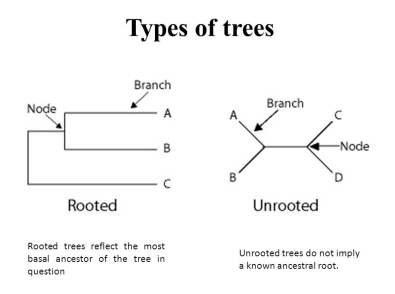 Types of trees
Branch
Node
A
B
C
Rooted
Branch
A
C
Node
B
D
Unrooted
Rooted trees reflect the most
basal ancestor of the tree in
question
Unrooted trees do not imply
a known ancestral root.